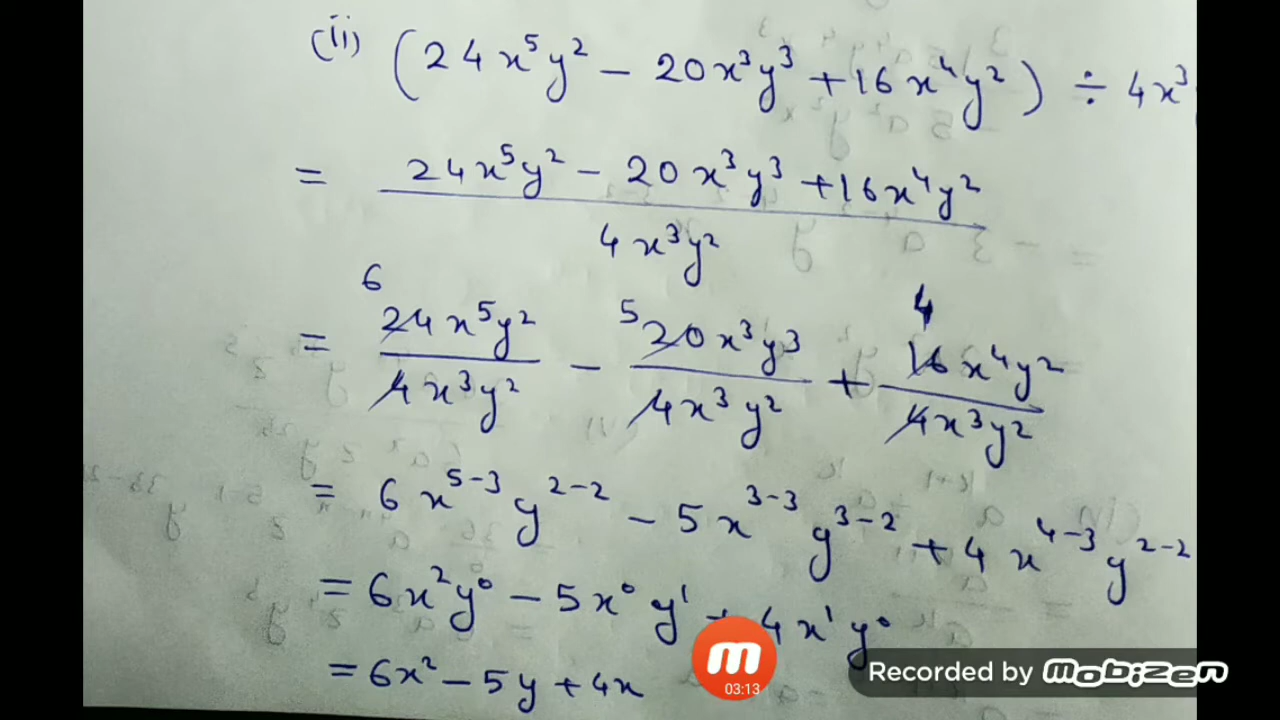 (ii) (24x⁵y² - 20x³y³ + 16x⁴y²) ÷ 4x³
= 24x⁵y² - 20x³y³ + 16x⁴y²
4x³y²
6 5 4
= 24x⁵y² - 20x³y³ + 16x⁴y²
4x³y² 4x³y² 4x³y²
= 6x⁵⁻³y²⁻² - 5x³⁻³y³⁻² + 4x⁴⁻³y²⁻²
= 6x²y⁰ - 5x⁰y¹ + 4x¹y⁰
= 6x² - 5y + 4x
m
03:13
Recorded by Mobizen